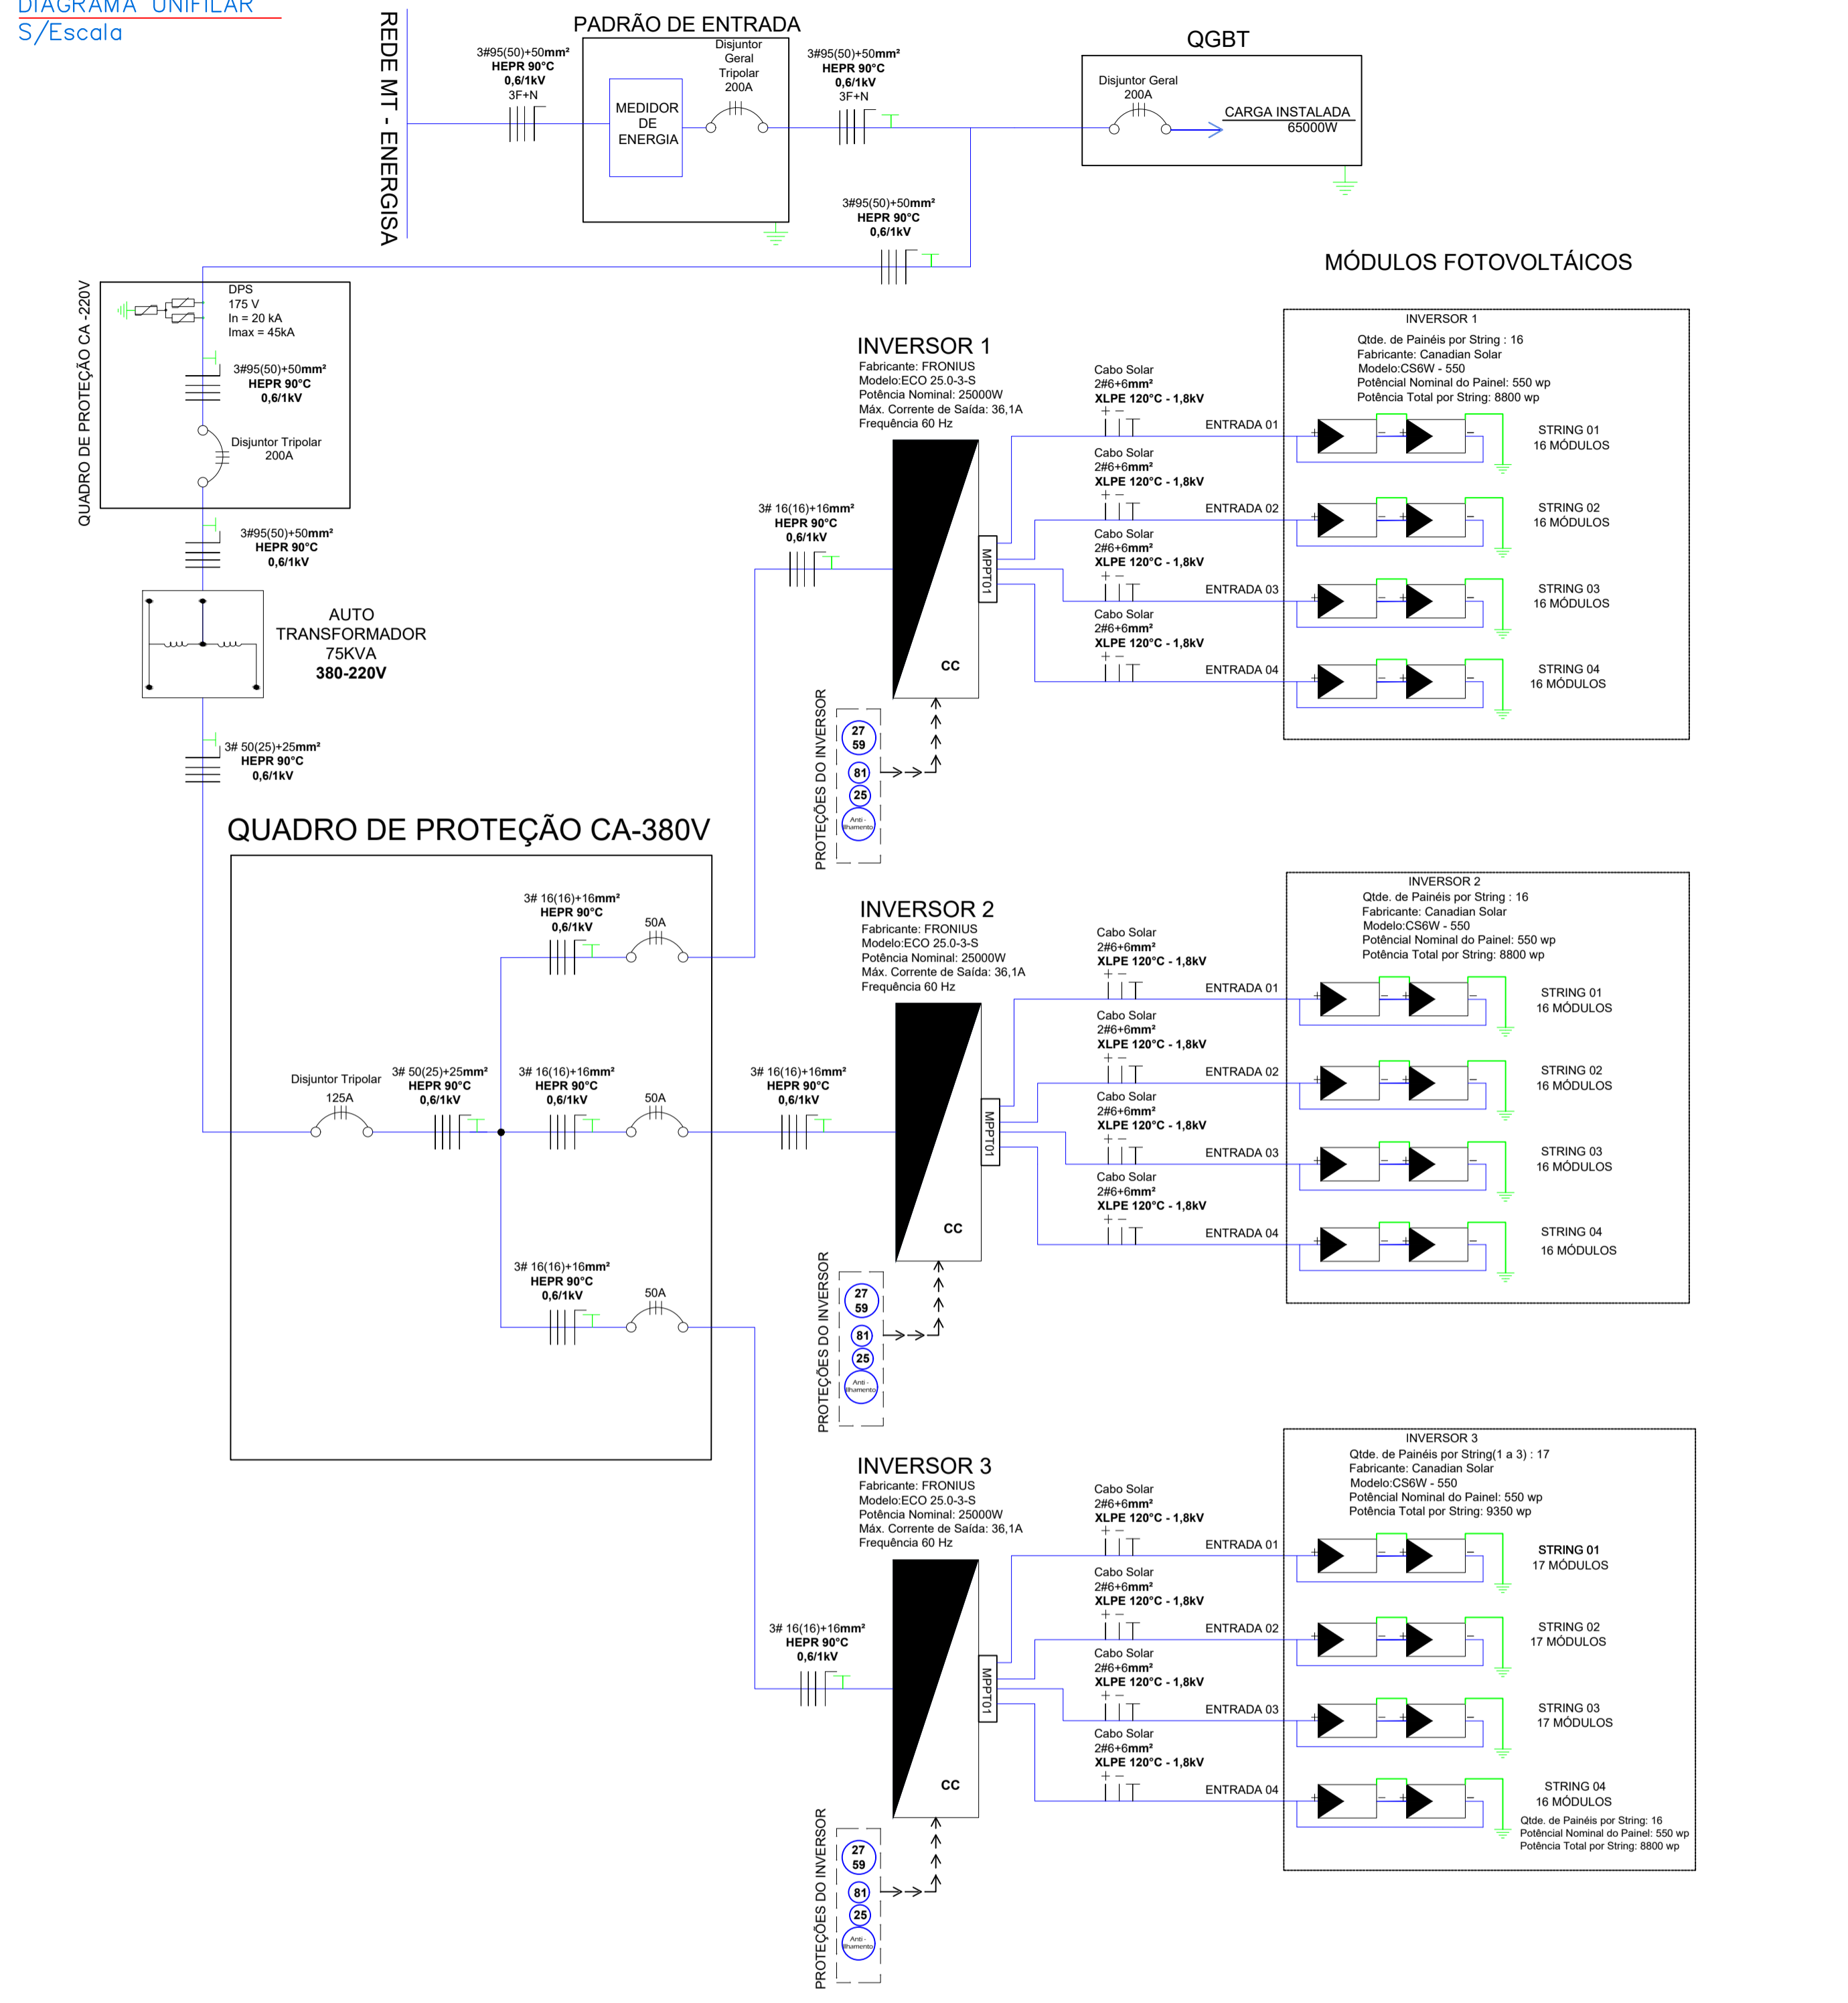 DIAGRAMA UNIFILAR
S/Escala
REDE MT - ENERGISA
3#95(50)+50mm²
HEPR 90°C
0,6/1kV
3F+N
PADRÃO DE ENTRADA
MEDIDOR
DE
ENERGIA
Disjuntor
Geral
Tripolar
200A
3#95(50)+50mm²
HEPR 90°C
0,6/1kV
3F+N
QGBT
Disjuntor Geral
200A
CARGA INSTALADA
65000W
3#95(50)+50mm²
HEPR 90°C
0,6/1kV
QUADRO DE PROTEÇÃO CA -220V
DPS
175 V
In = 20 kA
Imax = 45kA
3#95(50)+50mm²
HEPR 90°C
0,6/1kV
Disjuntor Tripolar
200A
3#95(50)+50mm²
HEPR 90°C
0,6/1kV
AUTO
TRANSFORMADOR
75KVA
380-220V
3# 50(25)+25mm²
HEPR 90°C
0,6/1kV
QUADRO DE PROTEÇÃO CA-380V
Disjuntor Tripolar
125A
3# 50(25)+25mm²
HEPR 90°C
0,6/1kV
3# 16(16)+16mm²
HEPR 90°C
0,6/1kV
50A
3# 16(16)+16mm²
HEPR 90°C
0,6/1kV
50A
3# 16(16)+16mm²
HEPR 90°C
0,6/1kV
50A
MÓDULOS FOTOVOLTÁICOS
INVERSOR 1
Fabricante: FRONIUS
Modelo:ECO 25.0-3-S
Potência Nominal: 25000W
Máx. Corrente de Saída: 36,1A
Frequência 60 Hz
3# 16(16)+16mm²
HEPR 90°C
0,6/1kV
CC
MPPT01
PROTEÇÕES DO INVERSOR
27
59
81
25
Anti -
Ilhamento
Cabo Solar
2#6+6mm²
XLPE 120°C - 1,8kV
+ −
ENTRADA 01
Cabo Solar
2#6+6mm²
XLPE 120°C - 1,8kV
+ −
ENTRADA 02
Cabo Solar
2#6+6mm²
XLPE 120°C - 1,8kV
+ −
ENTRADA 03
Cabo Solar
2#6+6mm²
XLPE 120°C - 1,8kV
+ −
ENTRADA 04
INVERSOR 1
Qtde. de Painéis por String : 16
Fabricante: Canadian Solar
Modelo:CS6W - 550
Potêncial Nominal do Painel: 550 wp
Potência Total por String: 8800 wp
+ − + −
STRING 01
16 MÓDULOS
+ − + −
STRING 02
16 MÓDULOS
+ − + −
STRING 03
16 MÓDULOS
+ − + −
STRING 04
16 MÓDULOS
INVERSOR 2
Fabricante: FRONIUS
Modelo:ECO 25.0-3-S
Potência Nominal: 25000W
Máx. Corrente de Saída: 36,1A
Frequência 60 Hz
3# 16(16)+16mm²
HEPR 90°C
0,6/1kV
CC
MPPT01
PROTEÇÕES DO INVERSOR
27
59
81
25
Anti -
Ilhamento
Cabo Solar
2#6+6mm²
XLPE 120°C - 1,8kV
+ −
ENTRADA 01
Cabo Solar
2#6+6mm²
XLPE 120°C - 1,8kV
+ −
ENTRADA 02
Cabo Solar
2#6+6mm²
XLPE 120°C - 1,8kV
+ −
ENTRADA 03
Cabo Solar
2#6+6mm²
XLPE 120°C - 1,8kV
+ −
ENTRADA 04
INVERSOR 2
Qtde. de Painéis por String : 16
Fabricante: Canadian Solar
Modelo:CS6W - 550
Potêncial Nominal do Painel: 550 wp
Potência Total por String: 8800 wp
+ − + −
STRING 01
16 MÓDULOS
+ − + −
STRING 02
16 MÓDULOS
+ − + −
STRING 03
16 MÓDULOS
+ − + −
STRING 04
16 MÓDULOS
INVERSOR 3
Fabricante: FRONIUS
Modelo:ECO 25.0-3-S
Potência Nominal: 25000W
Máx. Corrente de Saída: 36,1A
Frequência 60 Hz
3# 16(16)+16mm²
HEPR 90°C
0,6/1kV
CC
MPPT01
PROTEÇÕES DO INVERSOR
27
59
81
25
Anti -
Ilhamento
Cabo Solar
2#6+6mm²
XLPE 120°C - 1,8kV
+ −
ENTRADA 01
Cabo Solar
2#6+6mm²
XLPE 120°C - 1,8kV
+ −
ENTRADA 02
Cabo Solar
2#6+6mm²
XLPE 120°C - 1,8kV
+ −
ENTRADA 03
Cabo Solar
2#6+6mm²
XLPE 120°C - 1,8kV
+ −
ENTRADA 04
INVERSOR 3
Qtde. de Painéis por String(1 a 3) : 17
Fabricante: Canadian Solar
Modelo:CS6W - 550
Potêncial Nominal do Painel: 550 wp
Potência Total por String: 9350 wp
+ − + −
STRING 01
17 MÓDULOS
+ − + −
STRING 02
17 MÓDULOS
+ − + −
STRING 03
17 MÓDULOS
+ − + −
STRING 04
16 MÓDULOS
Qtde. de Painéis por String: 16
Potêncial Nominal do Painel: 550 wp
Potência Total por String: 8800 wp